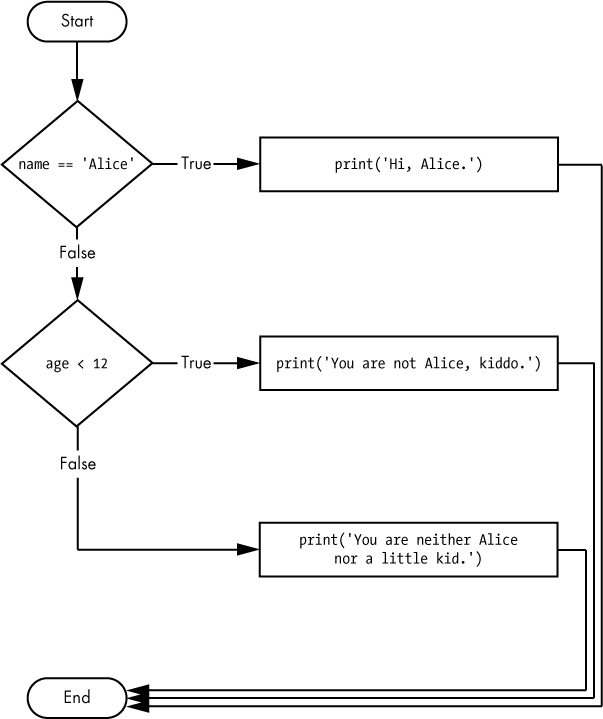 Start
name == 'Alice'
True
print('Hi, Alice.')
False
age < 12
True
print('You are not Alice, kiddo.')
False
print('You are neither Alice
nor a little kid.')
End